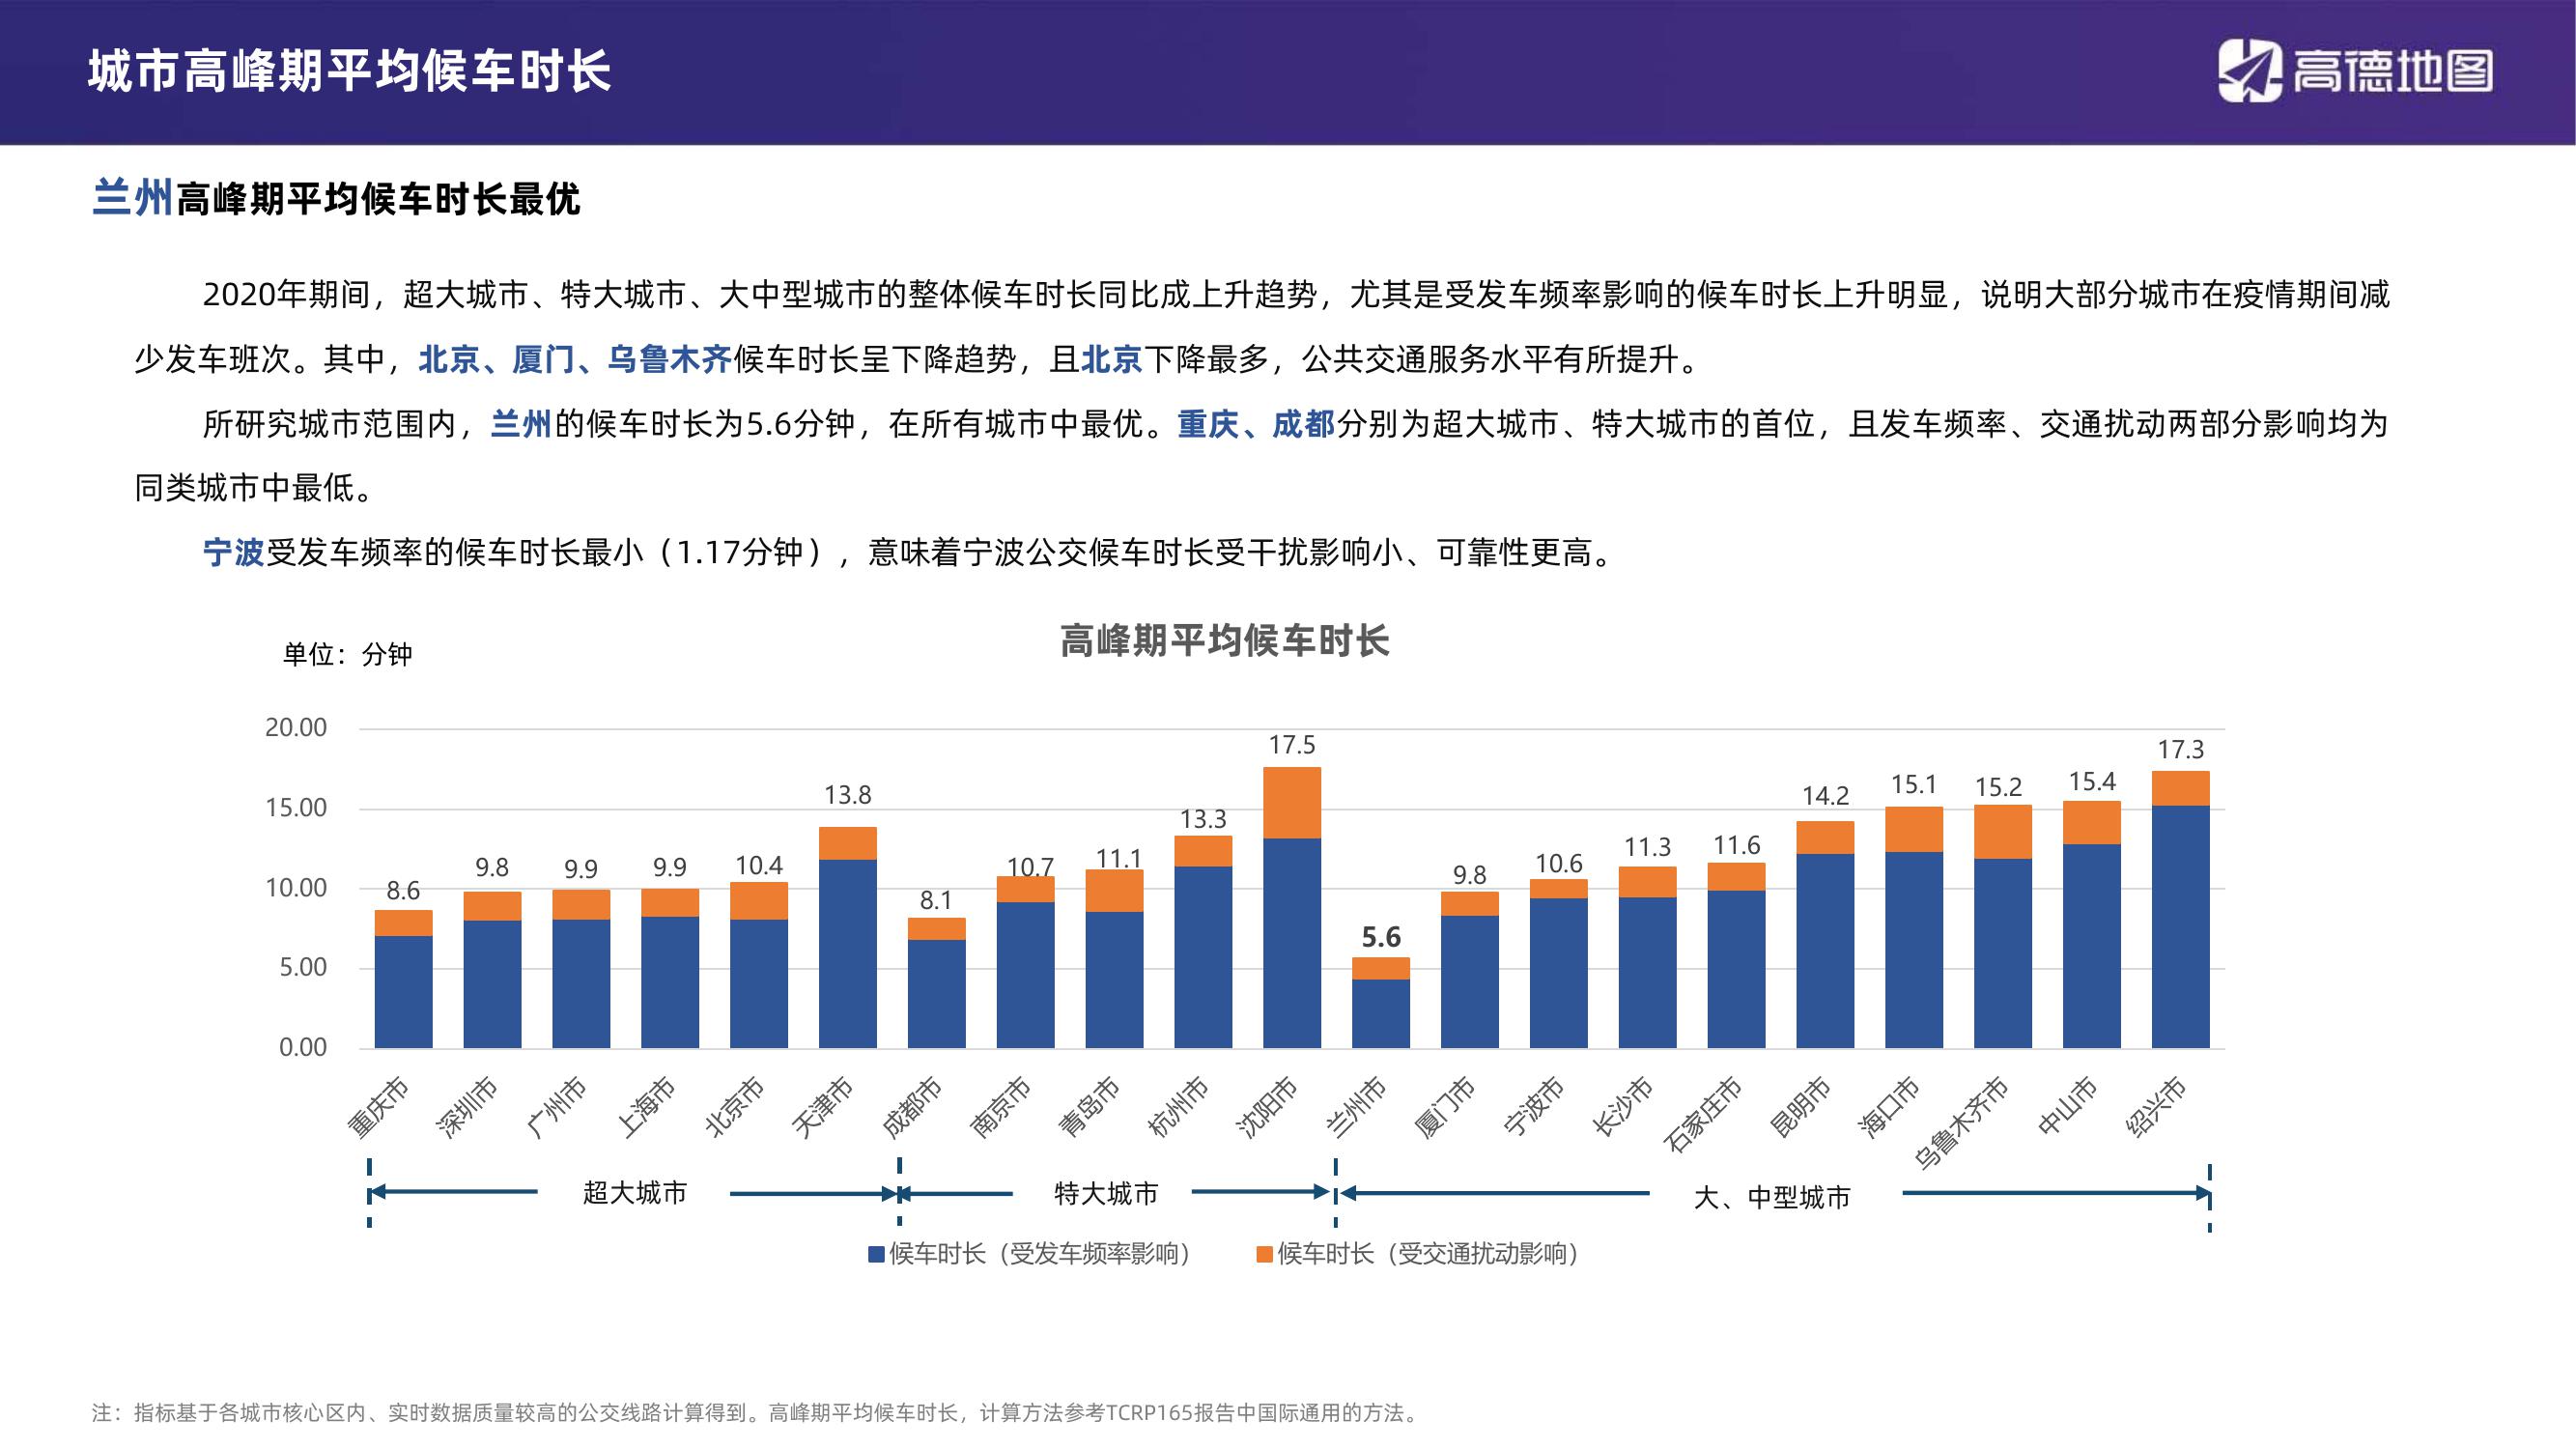 城市高峰期平均候车时长
高德地图
兰州高峰期平均候车时长最优
2020年期间，超大城市、特大城市、大中型城市的整体候车时长同比成上升趋势，尤其是受发车频率影响的候车时长上升明显，说明大部分城市在疫情期间减
少发车班次。其中，北京、厦门、乌鲁木齐候车时长呈下降趋势，且北京下降最多，公共交通服务水平有所提升。
所研究城市范围内，兰州的候车时长为5.6分钟，在所有城市中最优。重庆、成都分别为超大城市、特大城市的首位，且发车频率、交通扰动两部分影响均为
同类城市中最低。
宁波受发车频率的候车时长最小（1.17分钟），意味着宁波公交候车时长受干扰影响小、可靠性更高。
高峰期平均候车时长
单位：分钟
20.00
15.00
10.00
5.00
0.00
8.6
9.8
9.9
9.9
10.4
13.8
8.1
10.7
11.1
13.3
17.5
5.6
9.8
10.6
11.3
11.6
14.2
15.1
15.2
15.4
17.3
重庆市
深圳市
广州市
上海市
北京市
天津市
成都市
南京市
青岛市
杭州市
沈阳市
兰州市
厦门市
宁波市
长沙市
石家庄市
昆明市
海口市
乌鲁木齐市
中山市
绍兴市
超大城市
特大城市
大、中型城市
候车时长（受发车频率影响）
候车时长（受交通扰动影响）
注：指标基于各城市核心区内、实时数据质量较高的公交线路计算得到。高峰期平均候车时长，计算方法参考TCRP165报告中国际通用的方法。